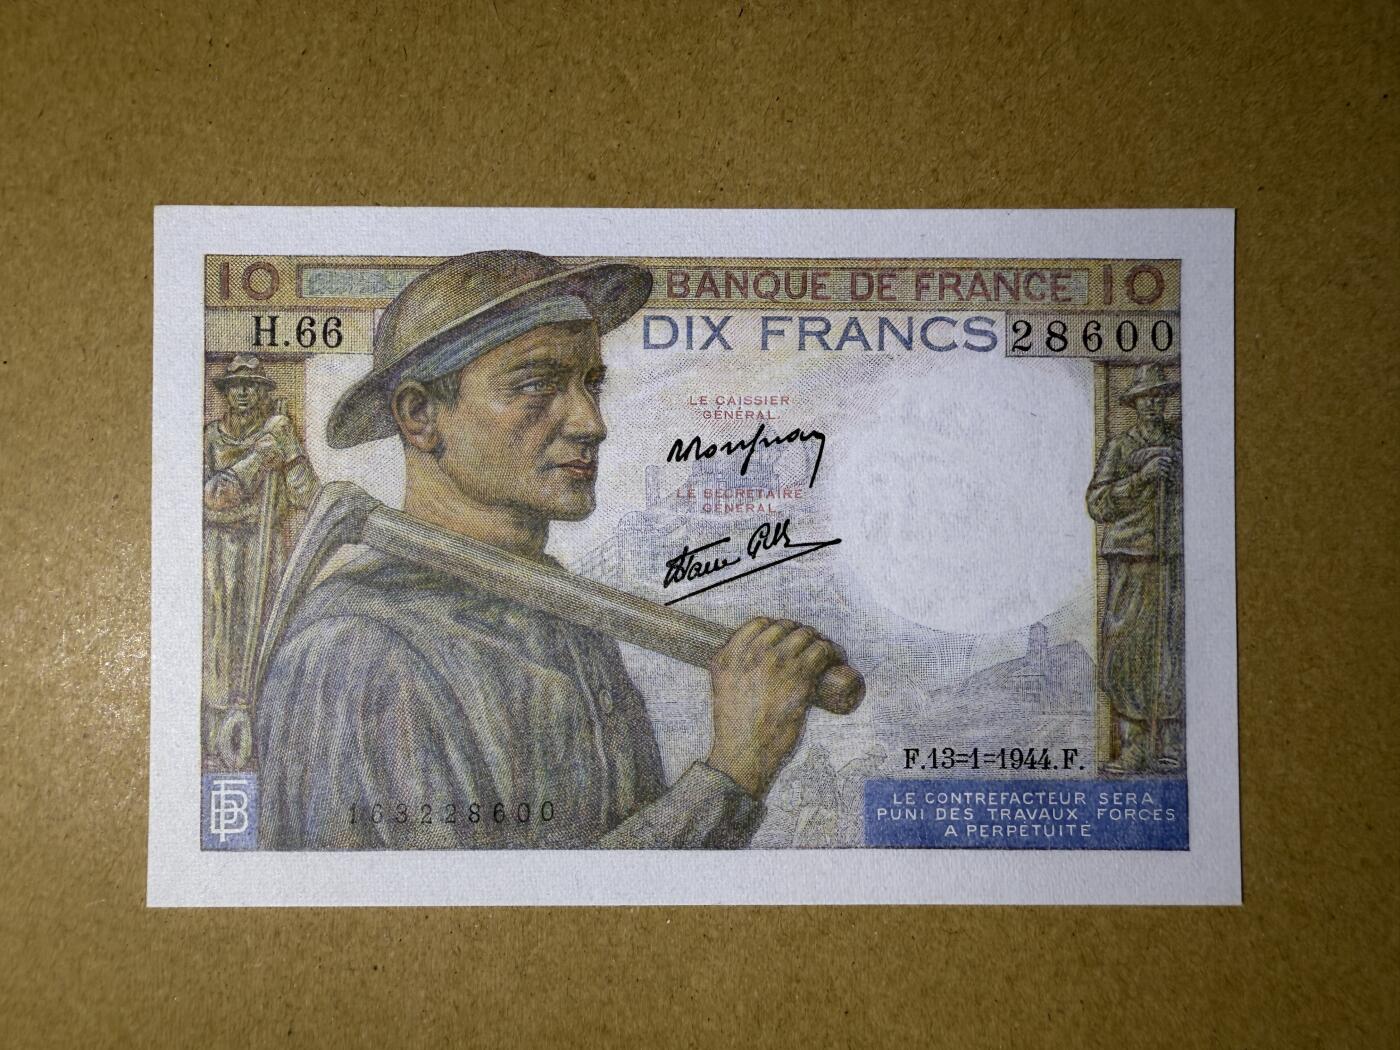 10 BANQUE DE FRANCE 10
H.66 DIX FRANCS 28600
LE CAISSIER
GÉNÉRAL.
LE SECRÉTAIRE
GÉNÉRAL.
F.13=1=1944.F.
BF
163228600
LE CONTREFACTEUR SERA
PUNI DES TRAVAUX FORCÉS
A PERPÉTUITÉ